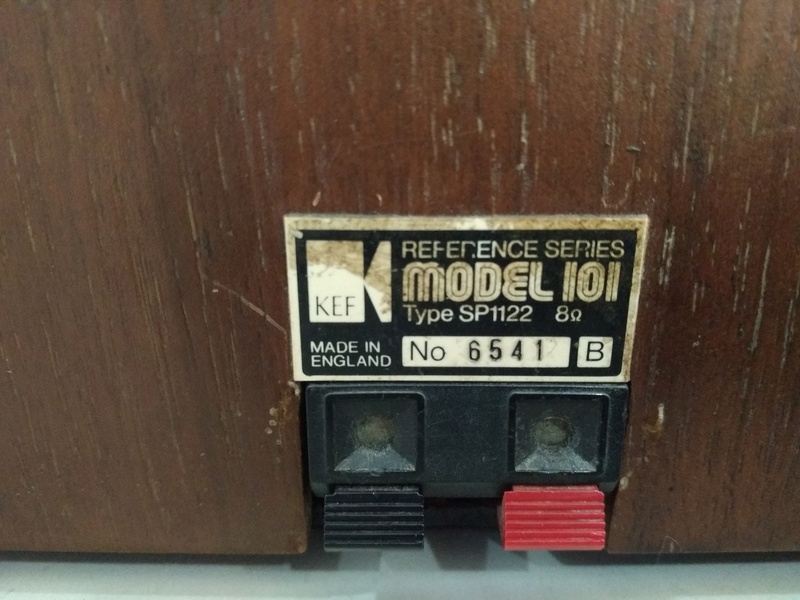 KEF
REFERENCE SERIES
MODEL 101
Type SP1122 8Ω
MADE IN
ENGLAND
No 6541 B